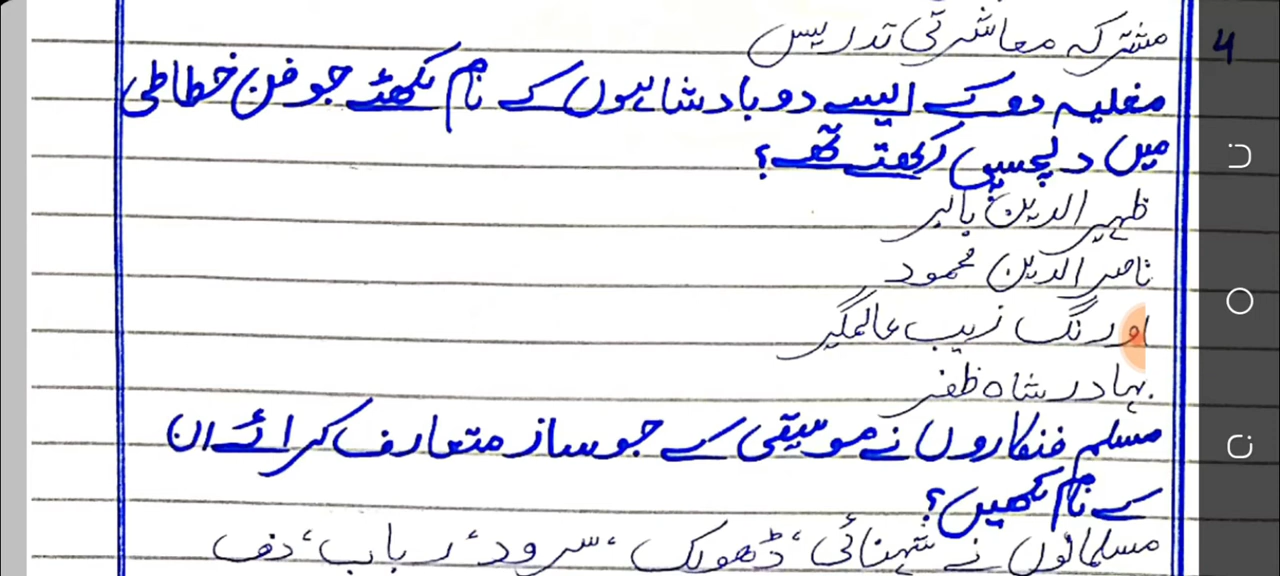 مشترکہ معاشرتی تدریس
4
مغلیہ دور کے ایسے دو بادشاہوں کے نام لکھئے جو فن خطاطی
میں دلچسپی رکھتے تھے؟
ظہیر الدین بابر
ناصر الدین محمود
اورنگ زیب عالمگیر
بہادر شاہ ظفر
مسلم فنکاروں نے موسیقی کے جو ساز متعارف کرائے ان
کے نام لکھیں؟
مسلمانوں نے شہنائی، ڈھولک، سرود، رباب، دف